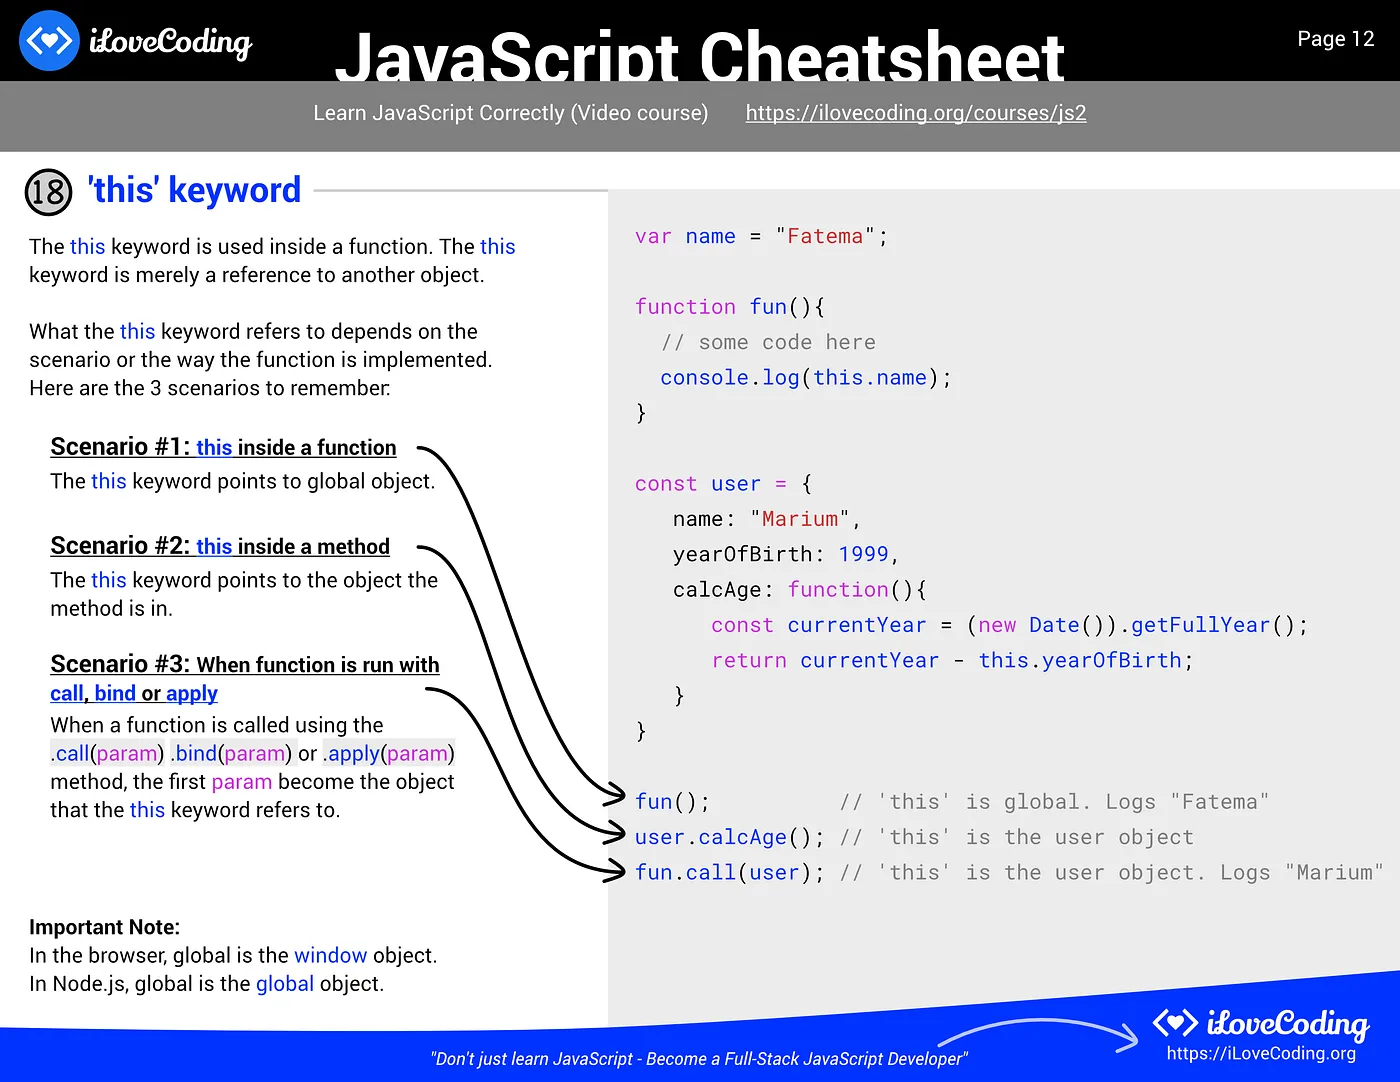 iLoveCoding
JavaScript Cheatsheet
Page 12
Learn JavaScript Correctly (Video course) https://ilovecoding.org/courses/js2
18 'this' keyword
The this keyword is used inside a function. The this
keyword is merely a reference to another object.
What the this keyword refers to depends on the
scenario or the way the function is implemented.
Here are the 3 scenarios to remember:
Scenario #1: this inside a function
The this keyword points to global object.
Scenario #2: this inside a method
The this keyword points to the object the
method is in.
Scenario #3: When function is run with
call, bind or apply
When a function is called using the
.call(param) .bind(param) or .apply(param)
method, the first param become the object
that the this keyword refers to.
Important Note:
In the browser, global is the window object.
In Node.js, global is the global object.
var name = "Fatema";
function fun(){
// some code here
console.log(this.name);
}
const user = {
name: "Marium",
yearOfBirth: 1999,
calcAge: function(){
const currentYear = (new Date()).getFullYear();
return currentYear - this.yearOfBirth;
}
}
fun(); // 'this' is global. Logs "Fatema"
user.calcAge(); // 'this' is the user object
fun.call(user); // 'this' is the user object. Logs "Marium"
"Don't just learn JavaScript - Become a Full-Stack JavaScript Developer"
iLoveCoding
https://iLoveCoding.org